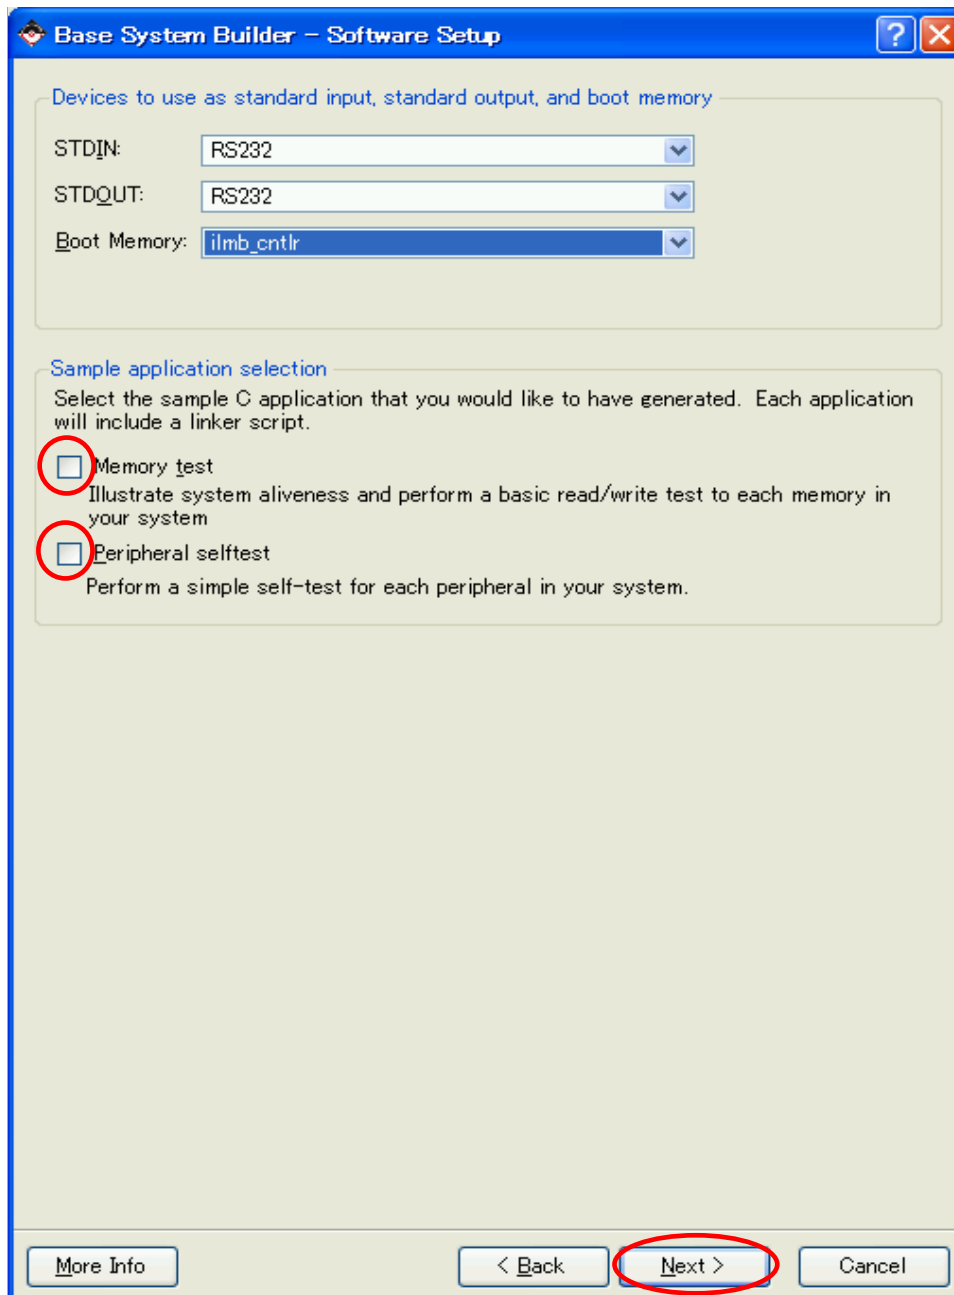 Base System Builder - Software Setup
Devices to use as standard input, standard output, and boot memory
STDIN: RS232
STDOUT: RS232
Boot Memory: ilmb_cntlr
Sample application selection
Select the sample C application that you would like to have generated. Each application
will include a linker script.
Memory test
Illustrate system aliveness and perform a basic read/write test to each memory in
your system
Peripheral selftest
Perform a simple self-test for each peripheral in your system.
More Info < Back Next > Cancel